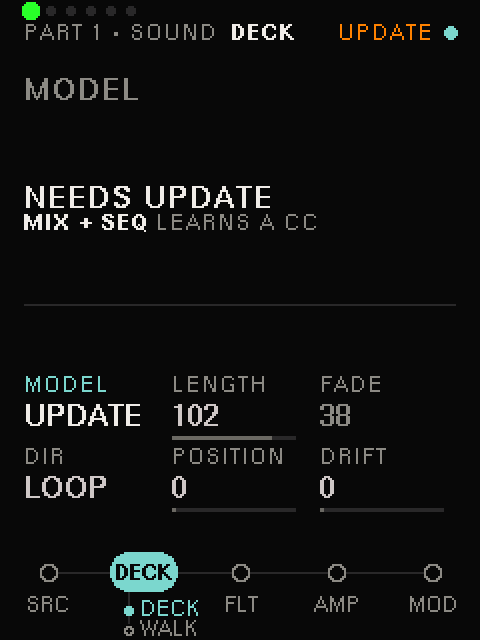 PART 1 · SOUND DECK UPDATE
MODEL
NEEDS UPDATE
MIX + SEQ LEARNS A CC
MODEL LENGTH FADE
UPDATE 102 38
DIR POSITION DRIFT
LOOP 0 0
DECK
SRC DECK FLT AMP MOD
WALK